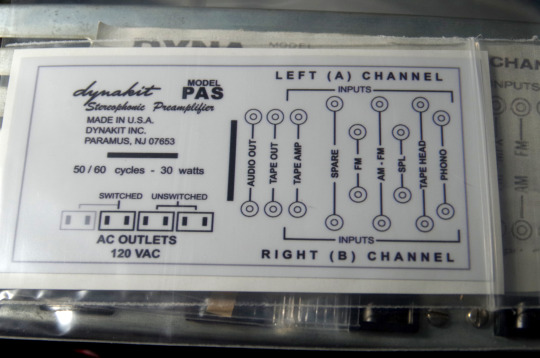 DYNA
MODEL
dynakit
MODEL
PAS
Stereophonic Preamplifier
MADE IN U.S.A.
DYNAKIT INC.
PARAMUS, NJ 07653
50/60 cycles - 30 watts
SWITCHED UNSWITCHED
AC OUTLETS
120 VAC
LEFT (A) CHANNEL
INPUTS
AUDIO OUT
TAPE OUT
TAPE AMP
SPARE
FM
AM - FM
SPL
TAPE HEAD
PHONO
INPUTS
RIGHT (B) CHANNEL
CHAN
INPUTS
AM
FM